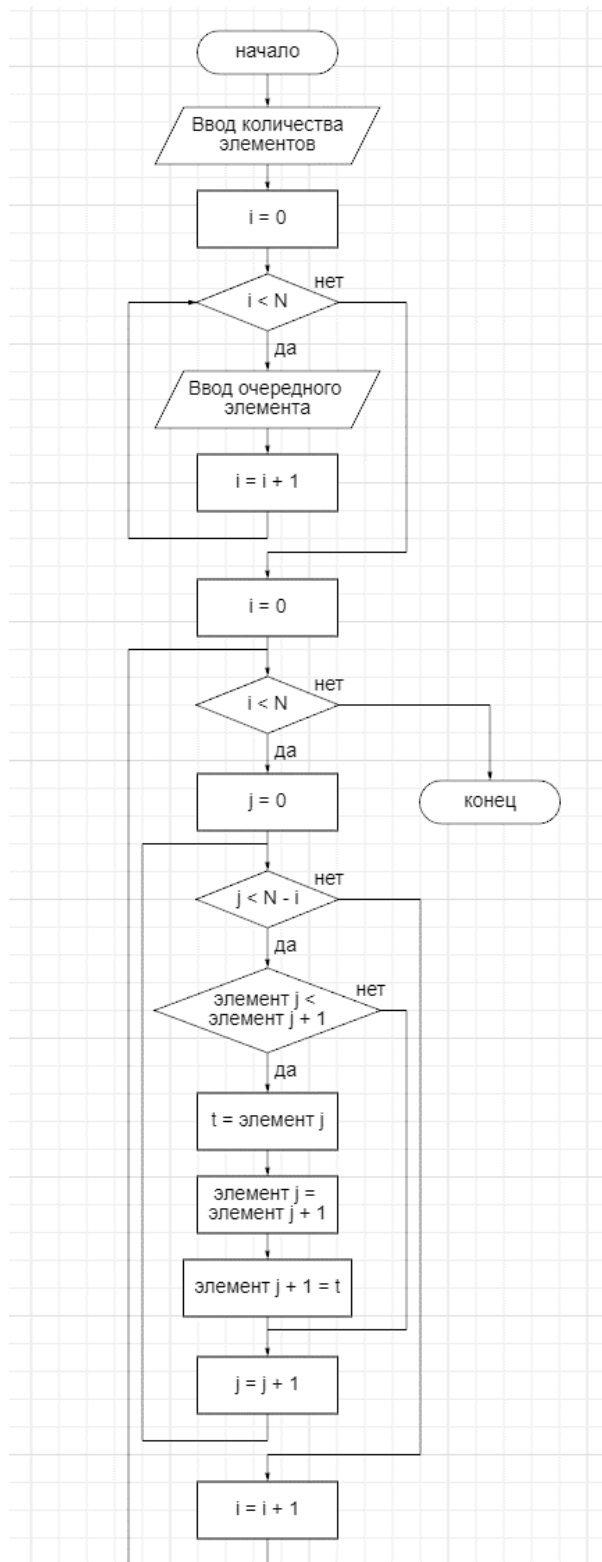 начало
Ввод количества
элементов
i = 0
нет
i < N
да
Ввод очередного
элемента
i = i + 1
i = 0
нет
i < N
да
j = 0
конец
нет
j < N - i
да
нет
элемент j <
элемент j + 1
да
t = элемент j
элемент j =
элемент j + 1
элемент j + 1 = t
j = j + 1
i = i + 1